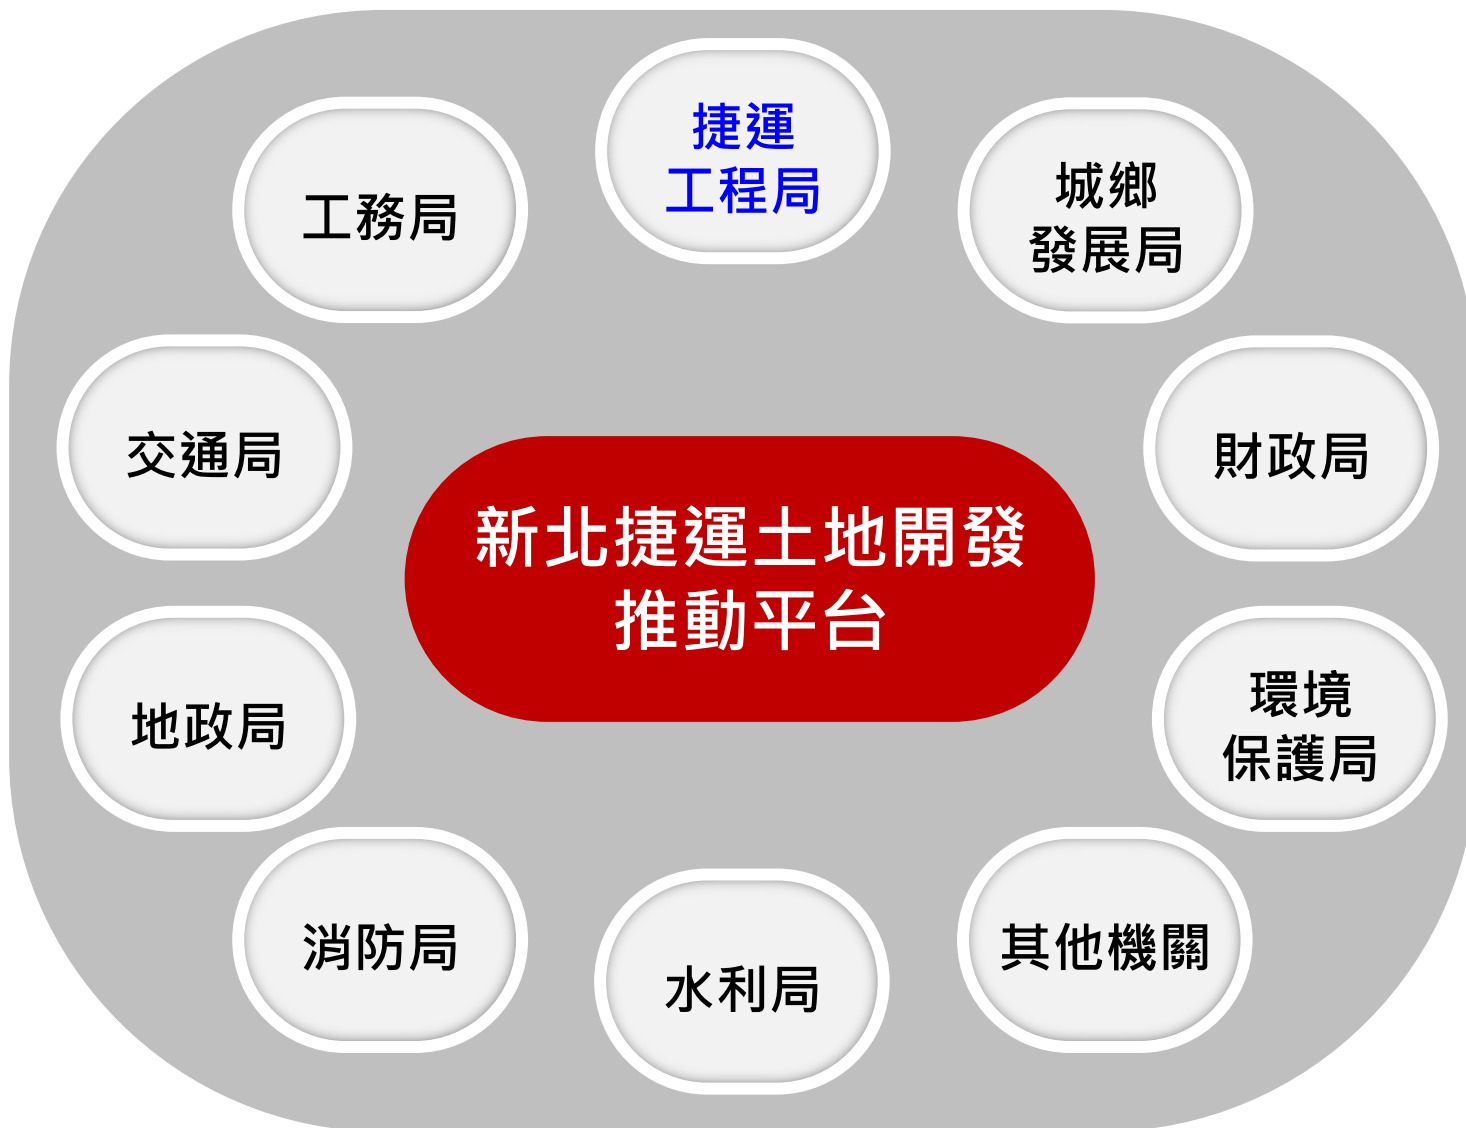 捷運
工程局
工務局
城鄉
發展局
交通局
財政局
新北捷運土地開發
推動平台
地政局
環境
保護局
消防局
水利局
其他機關